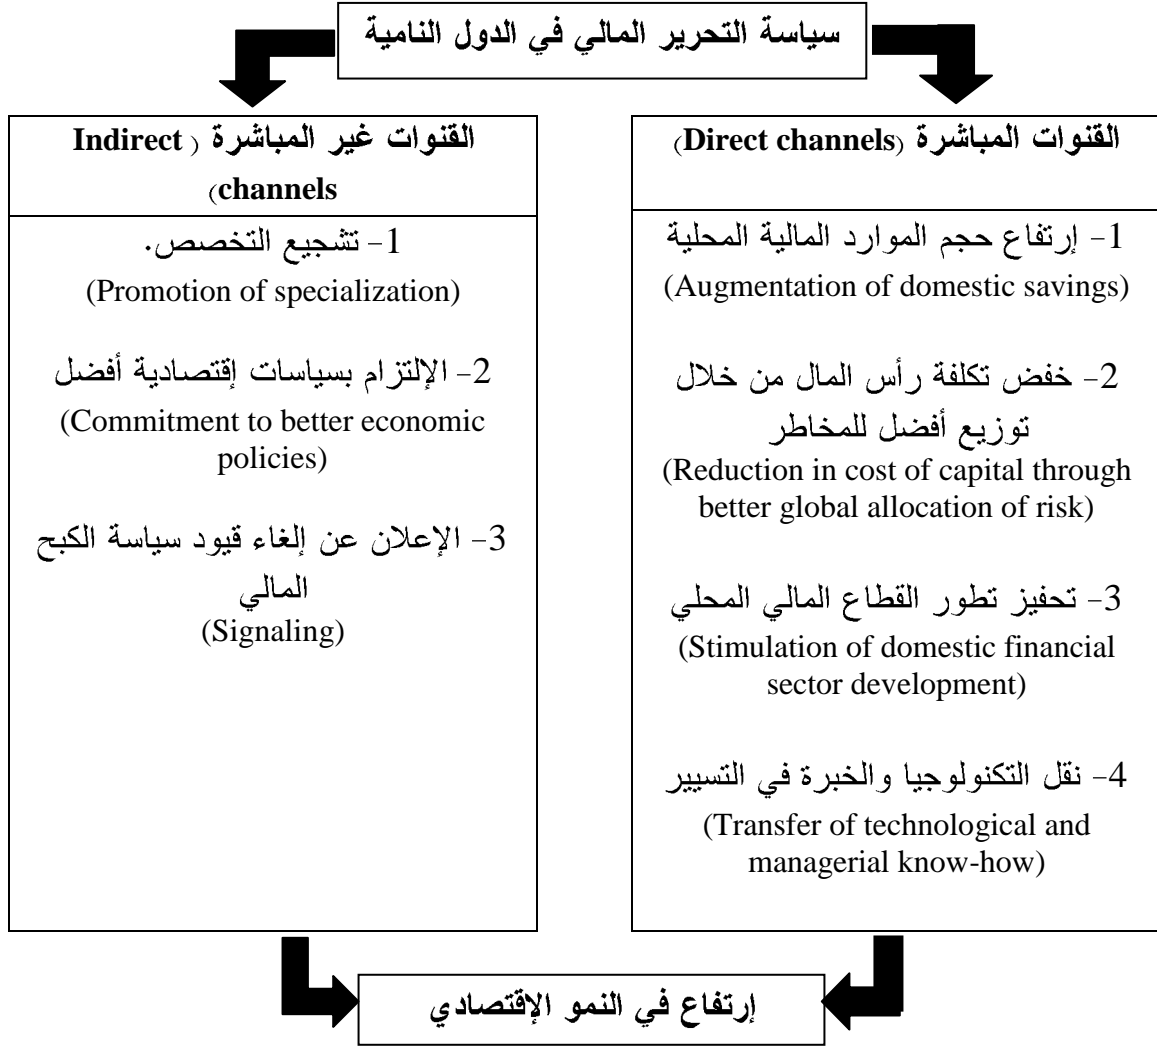 سياسة التحرير المالي في الدول النامية
القنوات المباشرة (Direct channels)
1- إرتفاع حجم الموارد المالية المحلية
(Augmentation of domestic savings)
2- خفض تكلفة رأس المال من خلال
توزيع أفضل للمخاطر
(Reduction in cost of capital through
better global allocation of risk)
3- تحفيز تطور القطاع المالي المحلي
(Stimulation of domestic financial
sector development)
4- نقل التكنولوجيا والخبرة في التسيير
(Transfer of technological and
managerial know-how)
القنوات غير المباشرة (Indirect
channels)
1- تشجيع التخصص.
(Promotion of specialization)
2- الإلتزام بسياسات إقتصادية أفضل
(Commitment to better economic
policies)
3- الإعلان عن إلغاء قيود سياسة الكبح
المالي
(Signaling)
إرتفاع في النمو الإقتصادي